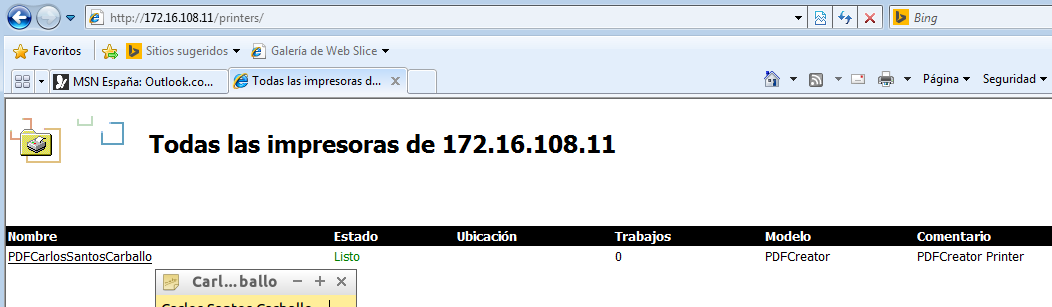 http://172.16.108.11/printers/
Bing
Favoritos
Sitios sugeridos
Galería de Web Slice
MSN España: Outlook.co...
Todas las impresoras d...
Página
Seguridad
Todas las impresoras de 172.16.108.11
Nombre Estado Ubicación Trabajos Modelo Comentario
PDFCarlosSantosCarballo Listo 0 PDFCreator PDFCreator Printer
Carl...ballo
Carlos Santos Carballo